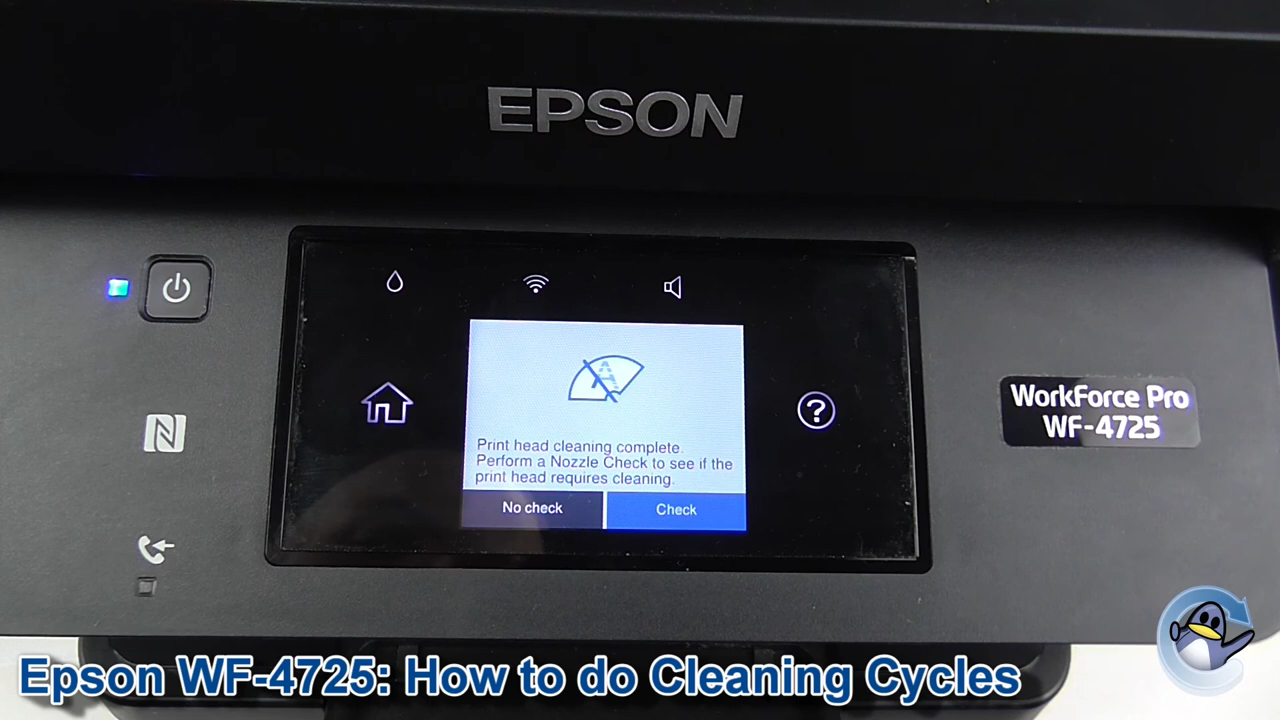 EPSON
Print head cleaning complete.
Perform a Nozzle Check to see if the
print head requires cleaning.
No check
Check
WorkForce Pro
WF-4725
Epson WF-4725: How to do Cleaning Cycles